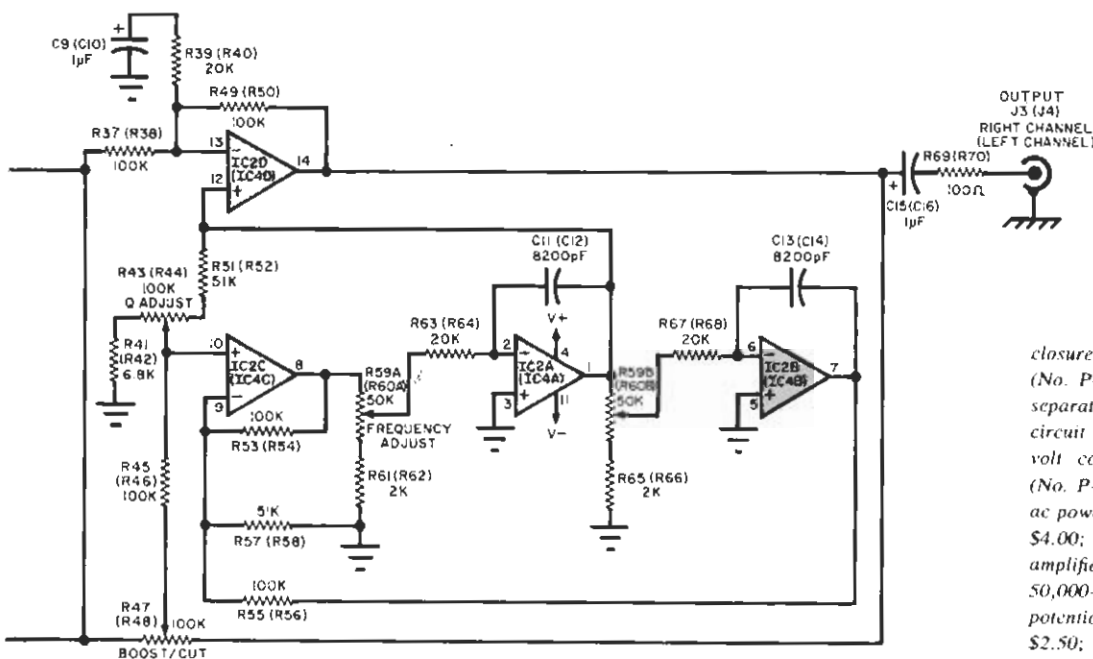 C9 (C10)
1µF
+
R39 (R40)
20K
R49 (R50)
100K
R37 (R38)
100K
13
-
IC2D
(IC4D)
14
12
+
OUTPUT
J3 (J4)
RIGHT CHANNEL
(LEFT CHANNEL)
R69 (R70)
100Ω
+
C15 (C16)
1µF
R51 (R52)
51K
R43 (R44)
100K
Q ADJUST
R41
(R42)
6.8K
10
+
IC2C
(IC4C)
8
-
9
100K
R53 (R54)
51K
R57 (R58)
100K
R55 (R56)
R45
(R46)
100K
R47
(R48)
100K
BOOST/CUT
R59A
(R60A)
50K
FREQUENCY
ADJUST
R61 (R62)
2K
R63 (R64)
20K
C11 (C12)
8200pF
2
-
V+
4
IC2A
(IC4A)
1
+
3
11
V-
R59B
(R60B)
50K
R65 (R66)
2K
R67 (R68)
20K
C13 (C14)
8200pF
6
-
IC2B
(IC4B)
7
+
5
closure
(No. P
separat
circuit
volt co
(No. P
ac pow
$4.00;
amplifie
50,000-
potentio
$2.50;